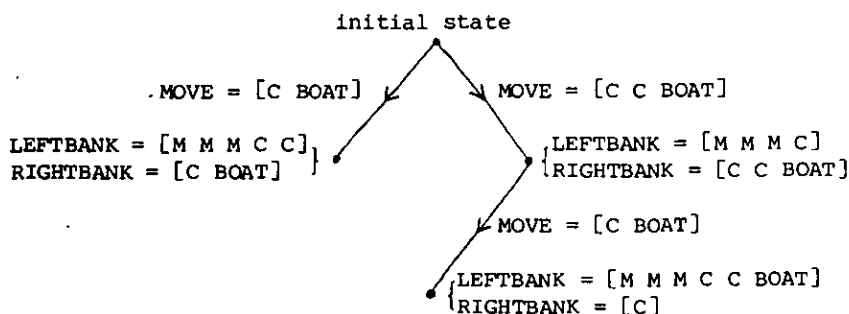 initial state
MOVE = [C BOAT]
MOVE = [C C BOAT]
LEFTBANK = [M M M C C]
RIGHTBANK = [C BOAT]
LEFTBANK = [M M M C]
RIGHTBANK = [C C BOAT]
MOVE = [C BOAT]
LEFTBANK = [M M M C C BOAT]
RIGHTBANK = [C]